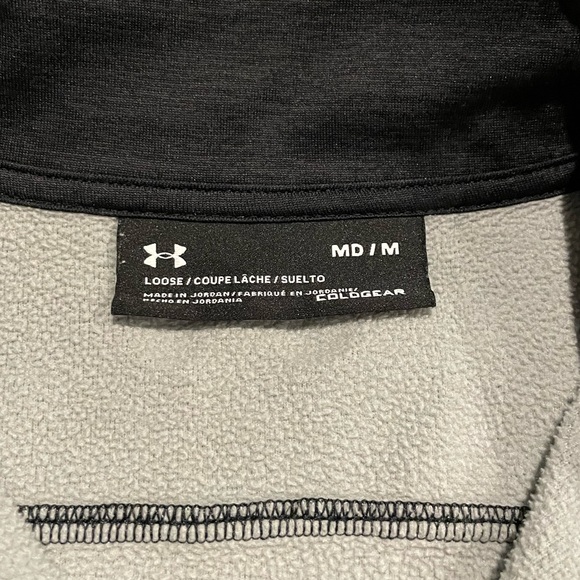 MD / M
LOOSE / COUPE LÂCHE / SUELTO
MADE IN JORDAN / FABRIQUÉ EN JORDANIE/
HECHO EN JORDANIA
COLDGEAR